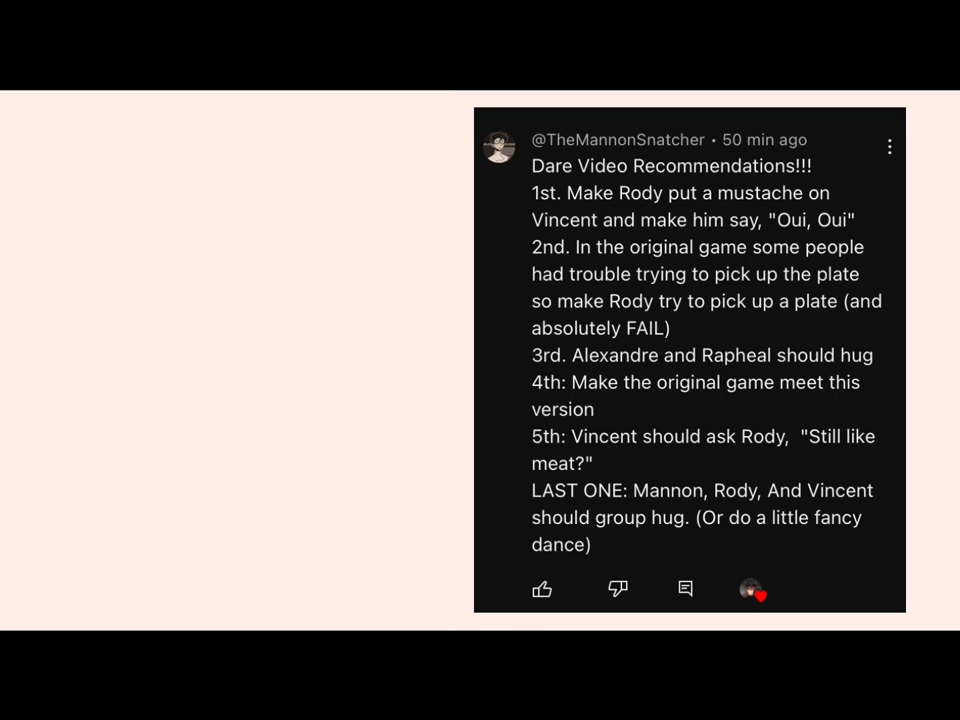 @TheMannonSnatcher • 50 min ago
Dare Video Recommendations!!!
1st. Make Rody put a mustache on
Vincent and make him say, "Oui, Oui"
2nd. In the original game some people
had trouble trying to pick up the plate
so make Rody try to pick up a plate (and
absolutely FAIL)
3rd. Alexandre and Rapheal should hug
4th: Make the original game meet this
version
5th: Vincent should ask Rody,  "Still like
meat?"
LAST ONE: Mannon, Rody, And Vincent
should group hug. (Or do a little fancy
dance)